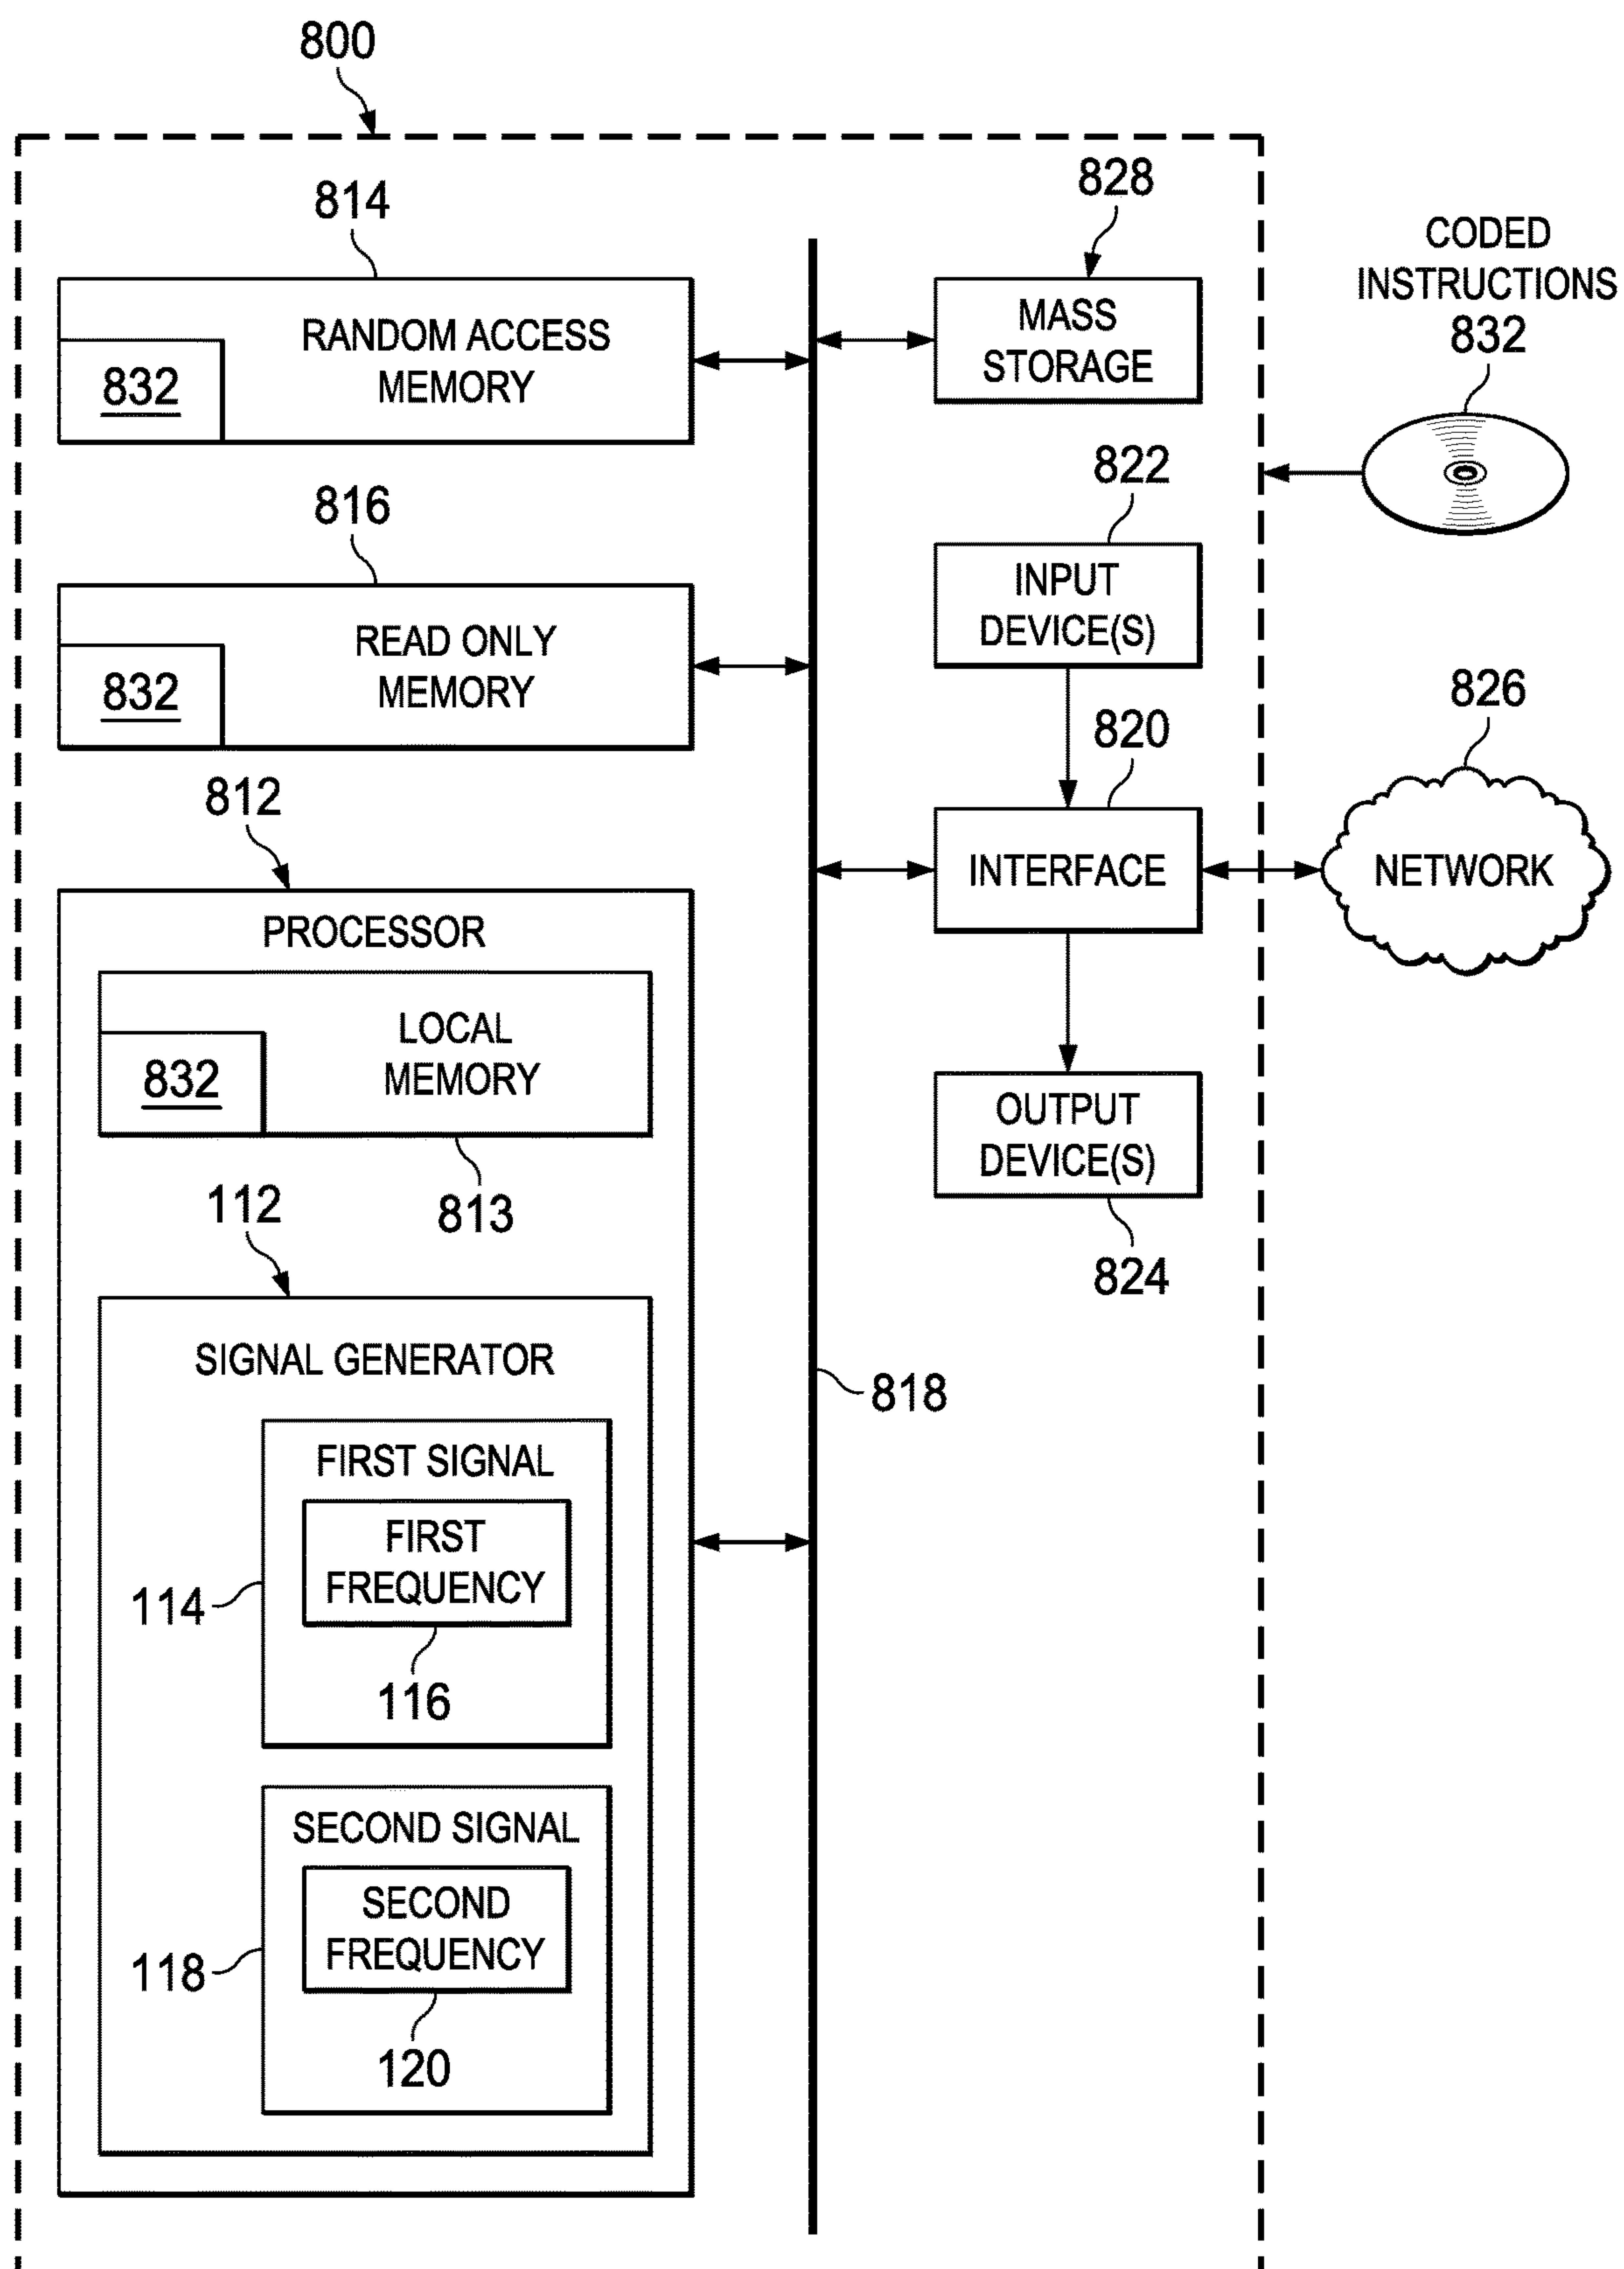 800
814
RANDOM ACCESS
MEMORY
832
816
READ ONLY
MEMORY
832
812
PROCESSOR
LOCAL
MEMORY
832
813
112
SIGNAL GENERATOR
FIRST SIGNAL
FIRST
FREQUENCY
114
116
SECOND SIGNAL
SECOND
FREQUENCY
118
120
818
828
MASS
STORAGE
822
INPUT
DEVICE(S)
820
INTERFACE
OUTPUT
DEVICE(S)
824
CODED
INSTRUCTIONS
832
826
NETWORK